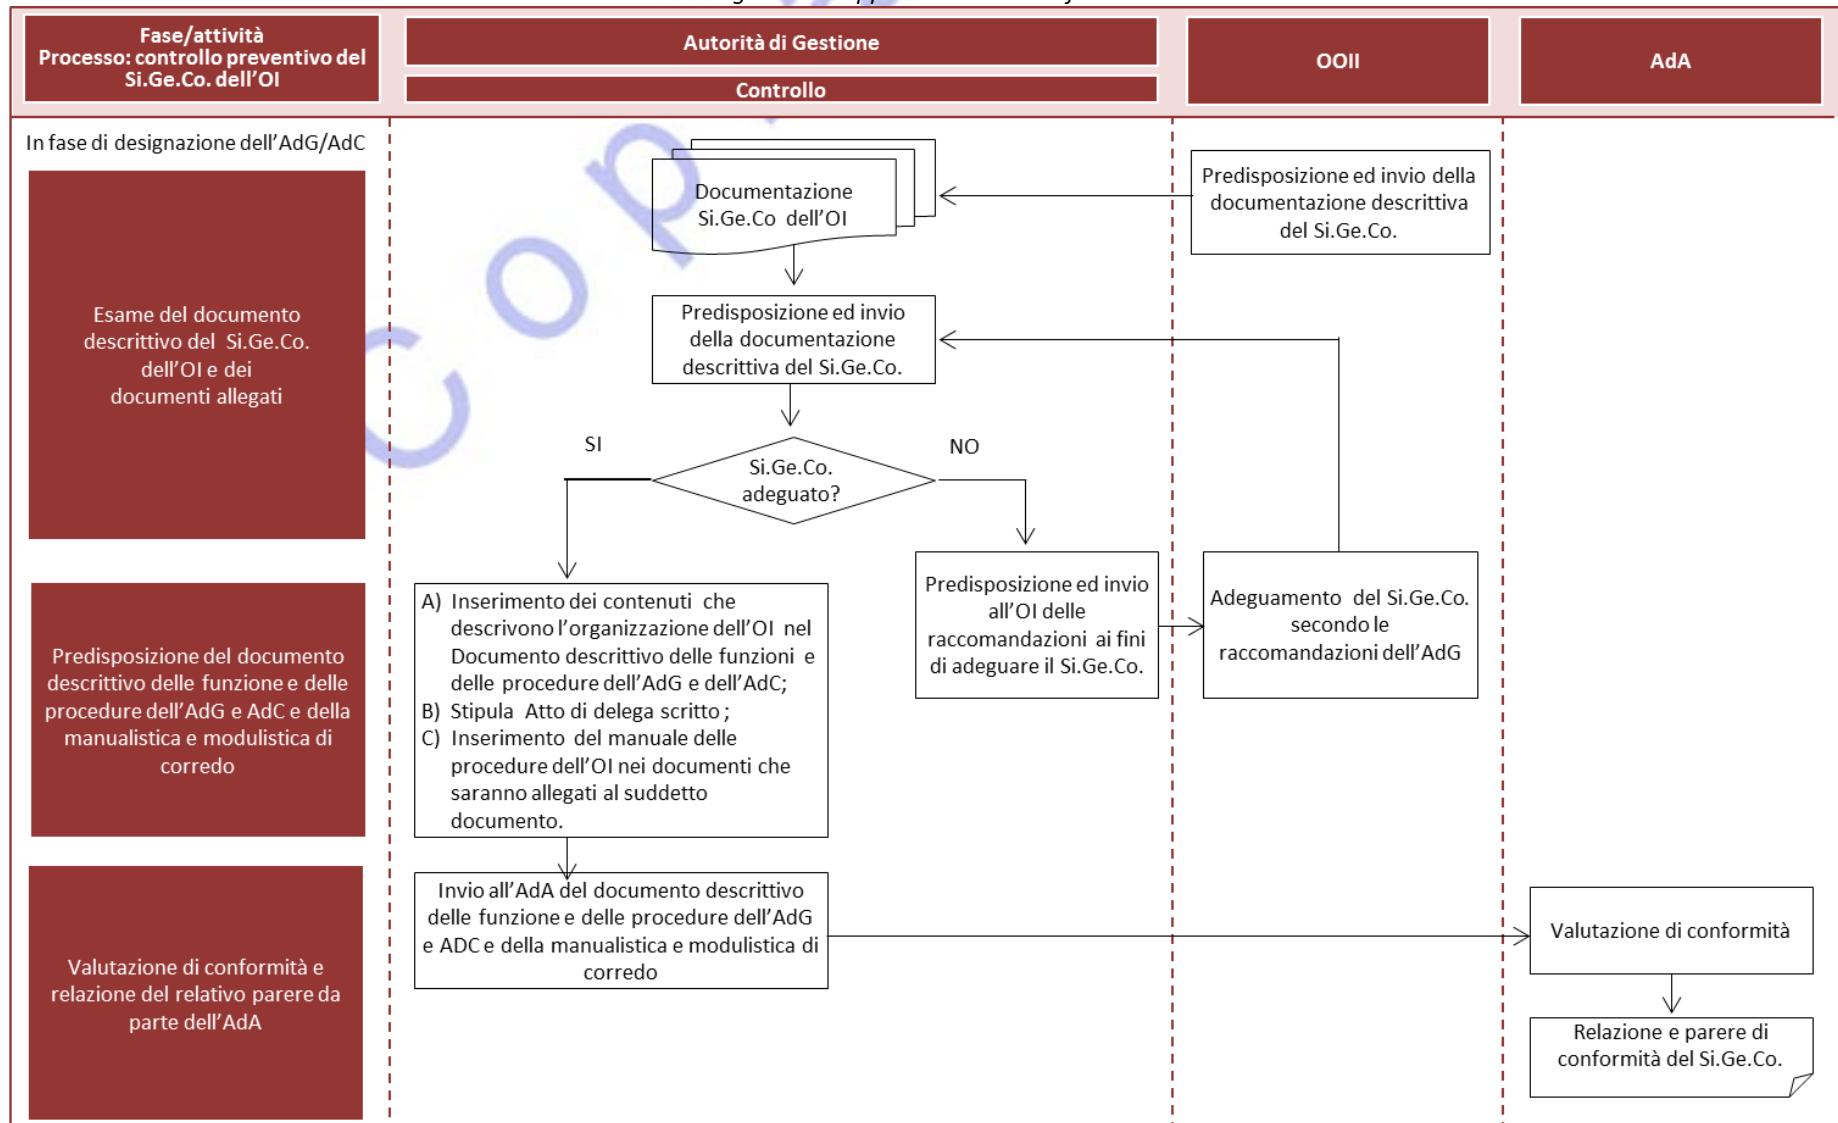 Fase/attività
Processo: controllo preventivo del
Si.Ge.Co. dell'OI
Autorità di Gestione
Controllo
OOII
AdA
In fase di designazione dell'AdG/AdC
Esame del documento
descrittivo del Si.Ge.Co.
dell'OI e dei
documenti allegati
Documentazione
Si.Ge.Co dell'OI
Predisposizione ed invio della
documentazione descrittiva
del Si.Ge.Co.
Predisposizione ed invio
della documentazione
descrittiva del Si.Ge.Co.
SI
Si.Ge.Co.
adeguato?
NO
Predisposizione del documento
descrittivo delle funzione e delle
procedure dell'AdG e AdC e della
manualistica e modulistica di
corredo
A) Inserimento dei contenuti che
descrivono l'organizzazione dell'OI nel
Documento descrittivo delle funzioni e
delle procedure dell'AdG e dell'AdC;
B) Stipula Atto di delega scritto ;
C) Inserimento del manuale delle
procedure dell'OI nei documenti che
saranno allegati al suddetto
documento.
Predisposizione ed invio
all'OI delle
raccomandazioni ai fini
di adeguare il Si.Ge.Co.
Adeguamento del Si.Ge.Co.
secondo le
raccomandazioni dell'AdG
Valutazione di conformità e
relazione del relativo parere da
parte dell'AdA
Invio all'AdA del documento descrittivo
delle funzione e delle procedure dell'AdG
e ADC e della manualistica e modulistica di
corredo
Valutazione di conformità
Relazione e parere di
conformità del Si.Ge.Co.
Cop